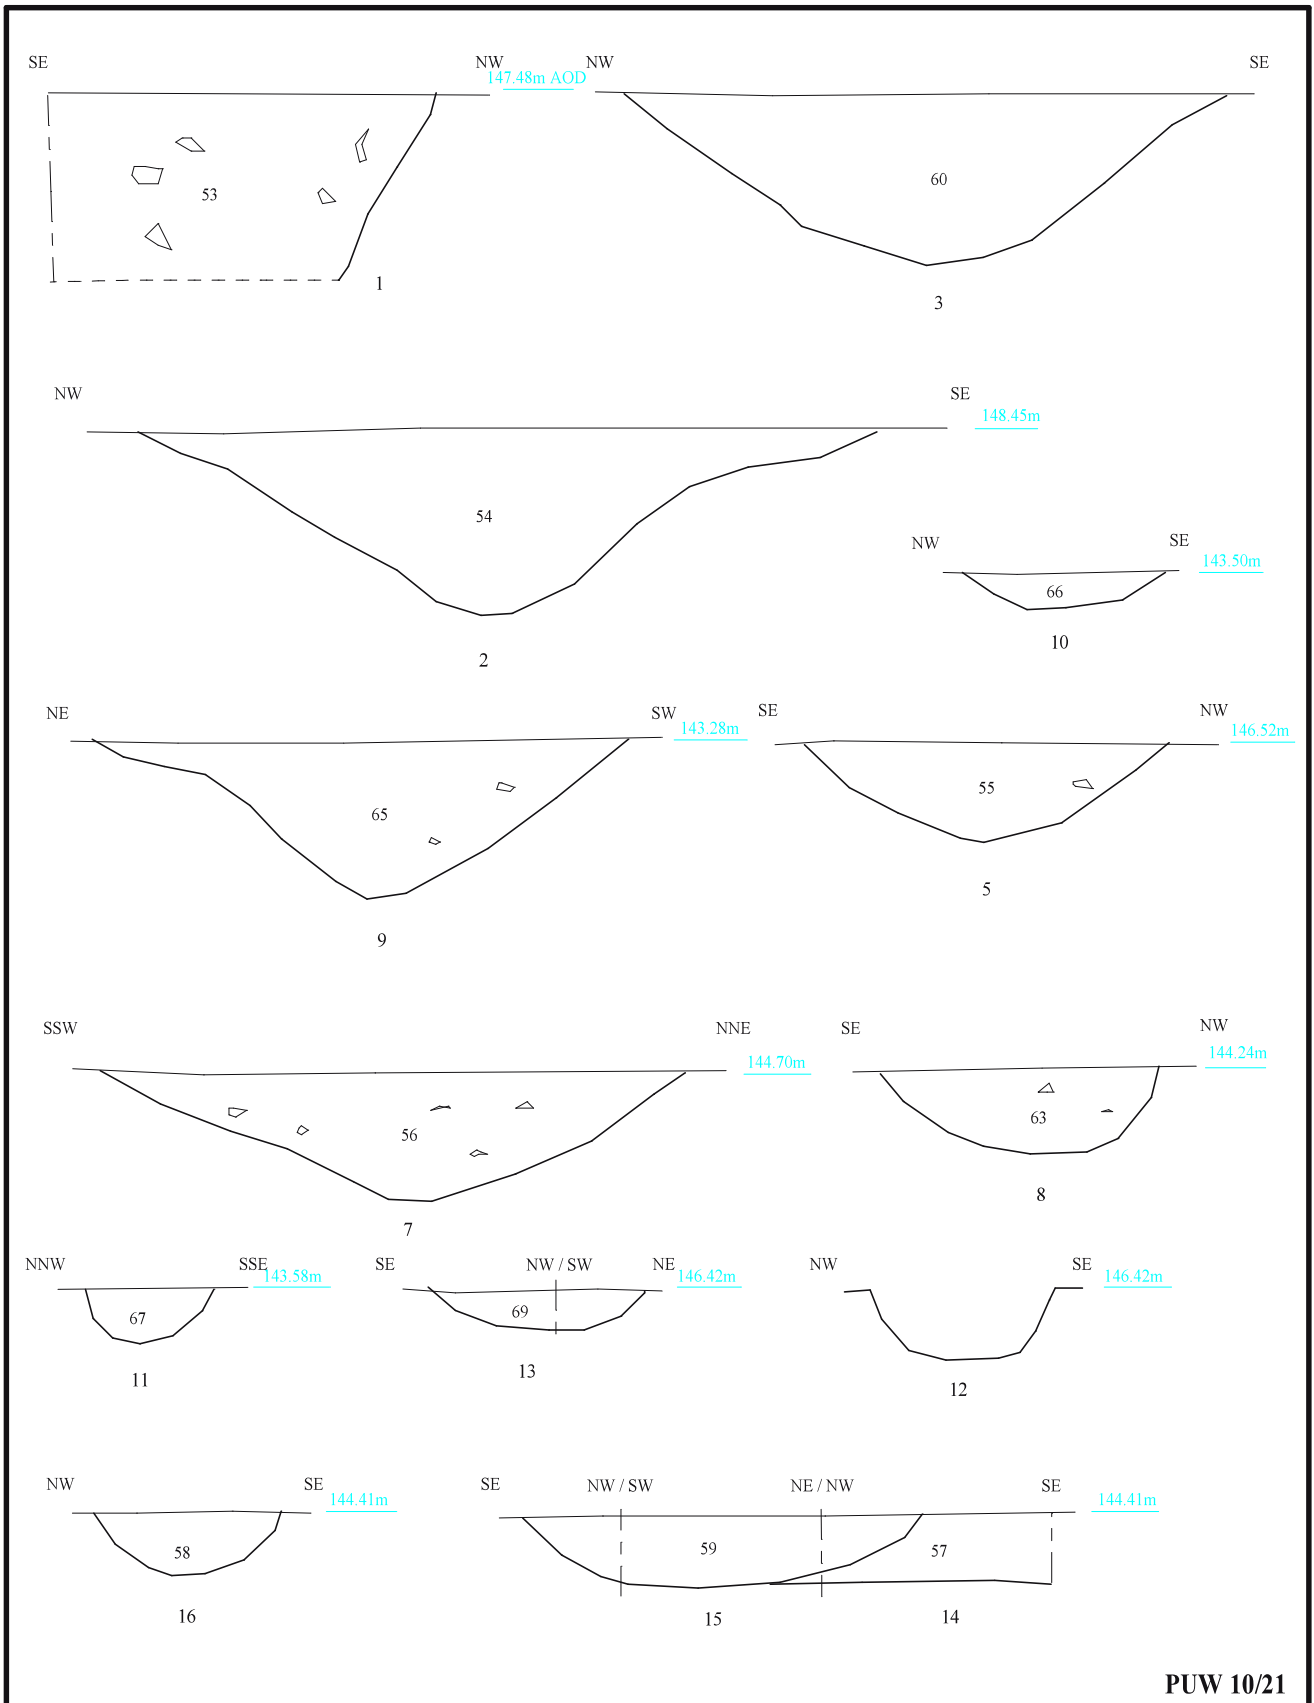 SE NW 147.48m AOD NW SE
53 60
1 3
NW SE 148.45m
54
2
NW SE 143.50m
66
10
NE SW 143.28m SE NW 146.52m
65 55
9 5
SSW NNE 144.70m SE NW 144.24m
56 63
7 8
NNW SSE 143.58m SE NW / SW NE 146.42m NW SE 146.42m
67 69
11 13 12
NW SE 144.41m SE NW / SW NE / NW SE 144.41m
58 59 57
16 15 14
PUW 10/21